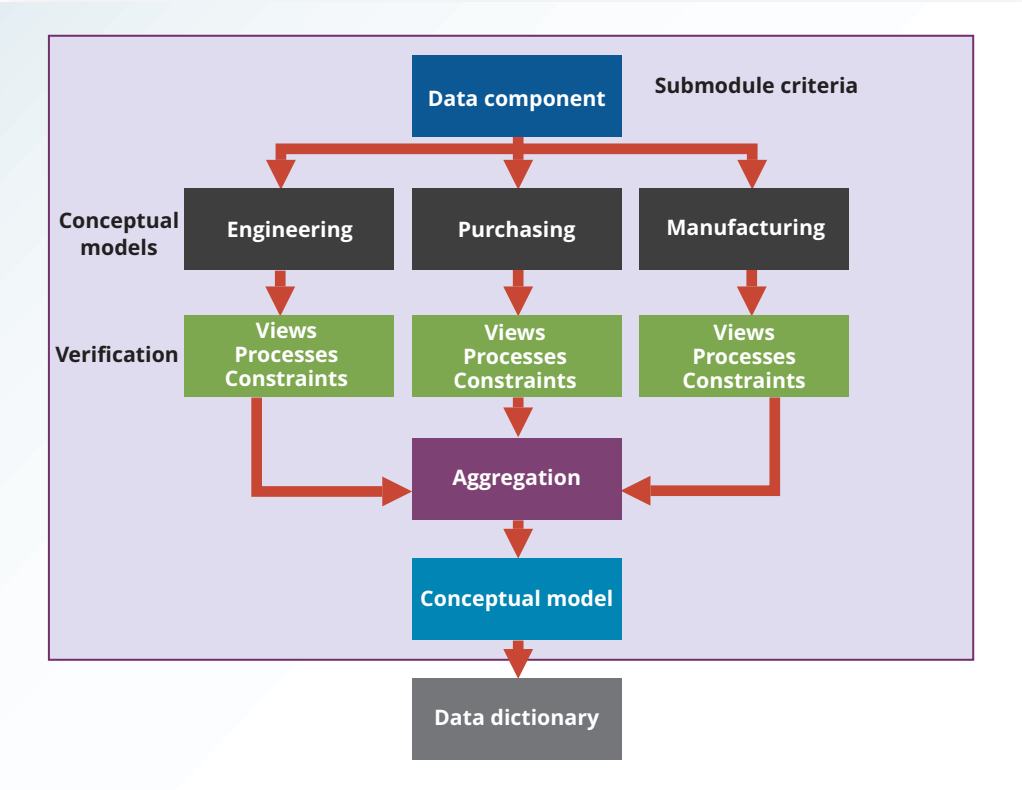 Data component
Submodule criteria
Conceptual
models
Engineering
Purchasing
Manufacturing
Verification
Views
Processes
Constraints
Views
Processes
Constraints
Views
Processes
Constraints
Aggregation
Conceptual model
Data dictionary